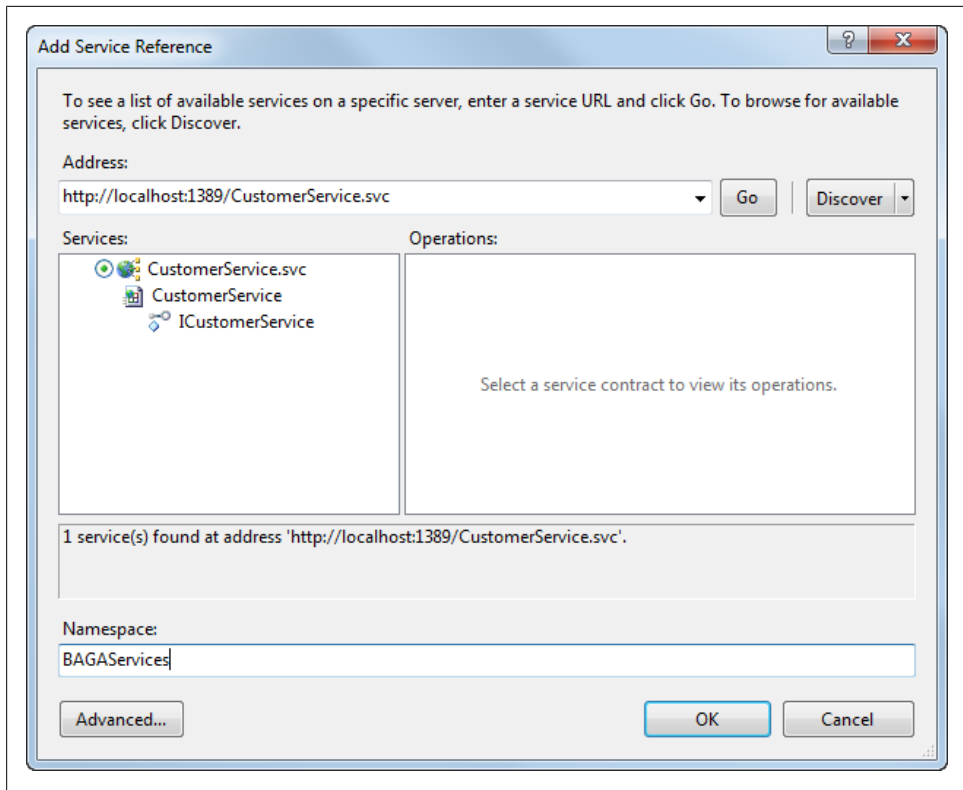 Add Service Reference
To see a list of available services on a specific server, enter a service URL and click Go. To browse for available
services, click Discover.
Address:
http://localhost:1389/CustomerService.svc
Go
Discover
Services:
Operations:
CustomerService.svc
CustomerService
ICustomerService
Select a service contract to view its operations.
1 service(s) found at address 'http://localhost:1389/CustomerService.svc'.
Namespace:
BAGAServices
Advanced...
OK
Cancel